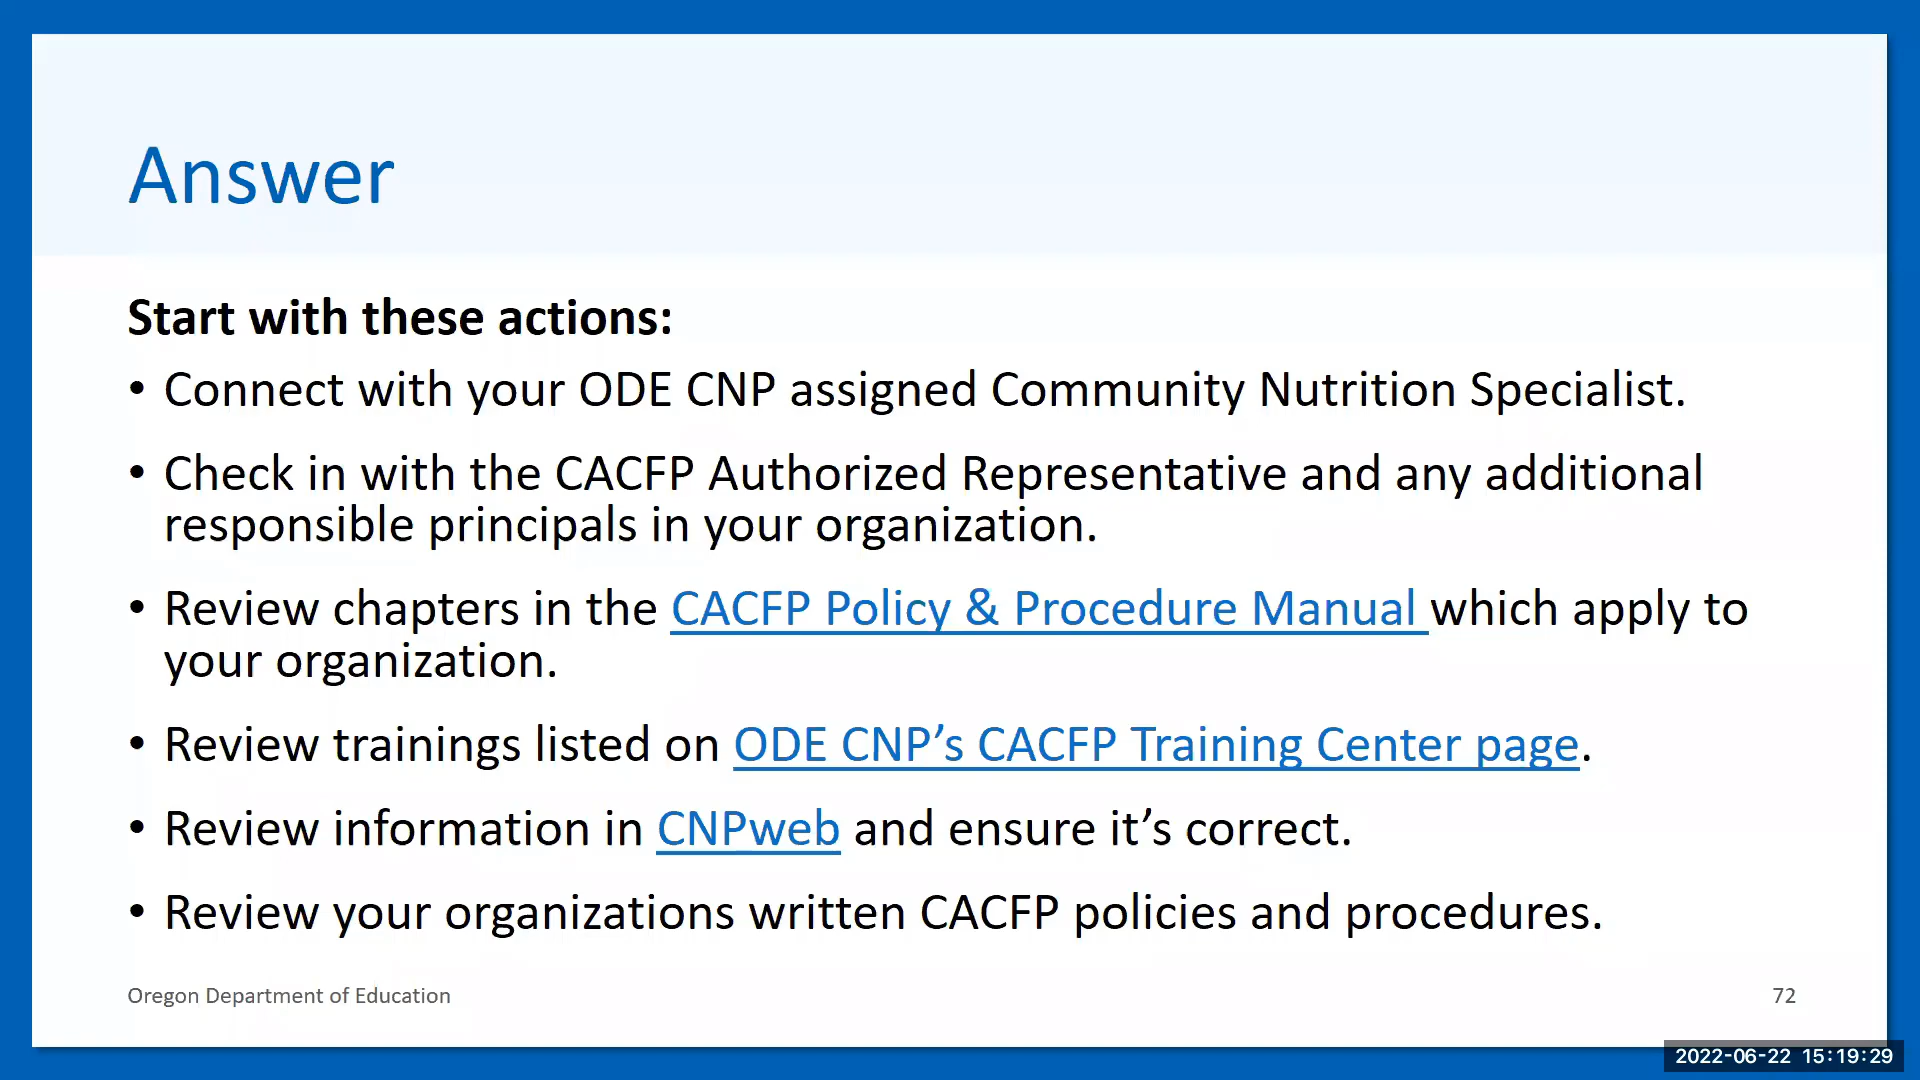 Answer
Start with these actions:
• Connect with your ODE CNP assigned Community Nutrition Specialist.
• Check in with the CACFP Authorized Representative and any additional
responsible principals in your organization.
• Review chapters in the CACFP Policy & Procedure Manual which apply to
your organization.
• Review trainings listed on ODE CNP’s CACFP Training Center page.
• Review information in CNPweb and ensure it’s correct.
• Review your organizations written CACFP policies and procedures.
Oregon Department of Education
72
2022-06-22 15:19:29